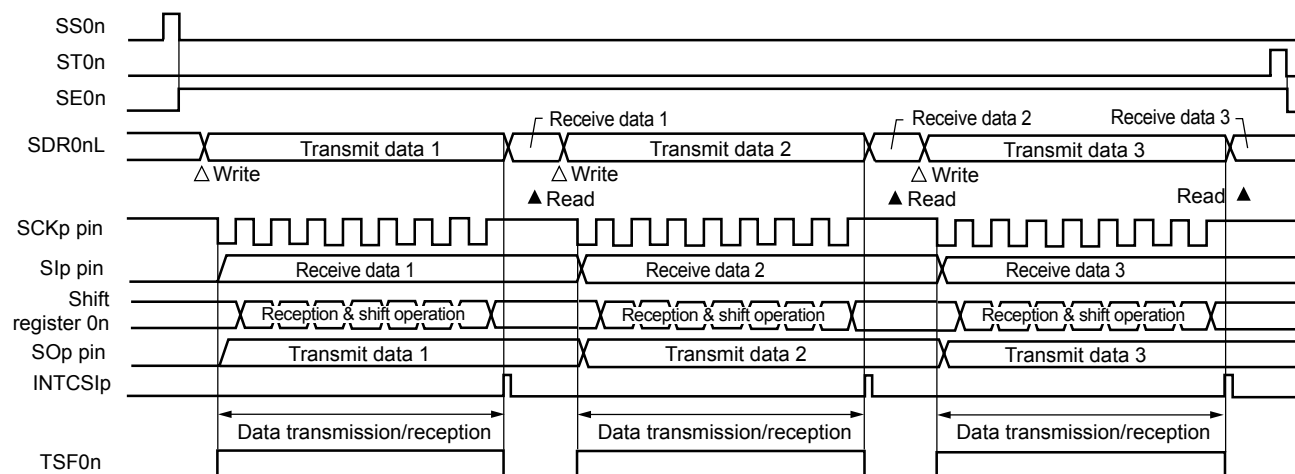 SS0n
ST0n
SE0n
Receive data 1
Receive data 2
Receive data 3
SDR0nL
Transmit data 1
Transmit data 2
Transmit data 3
△ Write
△ Write
△ Write
▲ Read
▲ Read
Read ▲
SCKp pin
SIp pin
Receive data 1
Receive data 2
Receive data 3
Shift
register 0n
Reception & shift operation
Reception & shift operation
Reception & shift operation
SOp pin
Transmit data 1
Transmit data 2
Transmit data 3
INTCSIp
Data transmission/reception
Data transmission/reception
Data transmission/reception
TSF0n